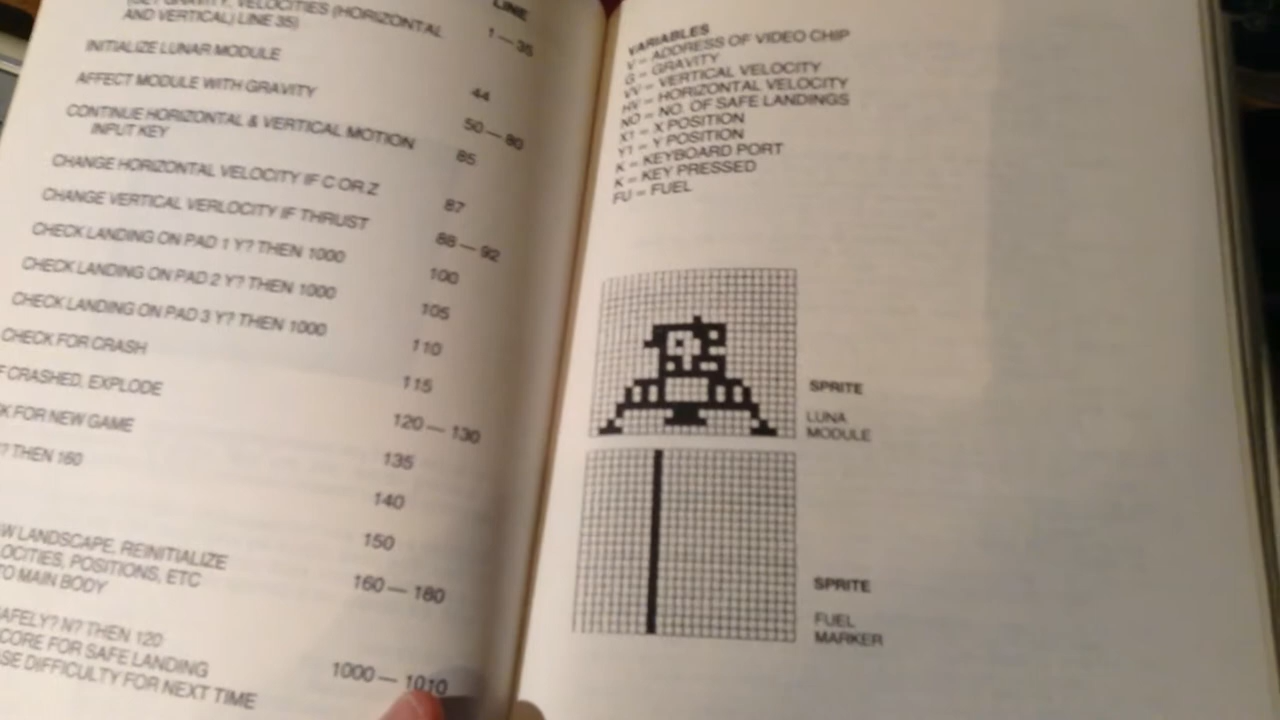 LINE
(SET GRAVITY, VELOCITIES (HORIZONTAL
AND VERTICAL) LINE 35)
1—35
INITIALIZE LUNAR MODULE
44
AFFECT MODULE WITH GRAVITY
50—80
CONTINUE HORIZONTAL & VERTICAL MOTION
INPUT KEY
85
CHANGE HORIZONTAL VELOCITY IF C OR Z
87
CHANGE VERTICAL VERLOCITY IF THRUST
88—92
CHECK LANDING ON PAD 1 Y? THEN 1000
100
CHECK LANDING ON PAD 2 Y? THEN 1000
105
CHECK LANDING ON PAD 3 Y? THEN 1000
110
CHECK FOR CRASH
115
CRASHED, EXPLODE
120—130
FOR NEW GAME
135
? THEN 160
140
150
LANDSCAPE, REINITIALIZE
POSITIONS, ETC
TO MAIN BODY
160—180
N? THEN 120
FOR SAFE LANDING
DIFFICULTY FOR NEXT TIME
1000—1010
VARIABLES
V = ADDRESS OF VIDEO CHIP
G = GRAVITY
VV = VERTICAL VELOCITY
HV = HORIZONTAL VELOCITY
NO = NO. OF SAFE LANDINGS
X1 = X POSITION
Y1 = Y POSITION
K = KEYBOARD PORT
K = KEY PRESSED
FU = FUEL
SPRITE
LUNA
MODULE
SPRITE
FUEL
MARKER